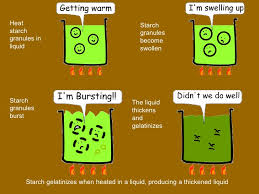 Getting warm
I'm swelling up
Heat
starch
granules in
liquid
Starch
granules
become
swollen
Starch
granules
burst
I'm Bursting!!
The liquid
thickens
and
gelatinizes
Didn't we do well
Starch gelatinizes when heated in a liquid, producing a thickened liquid